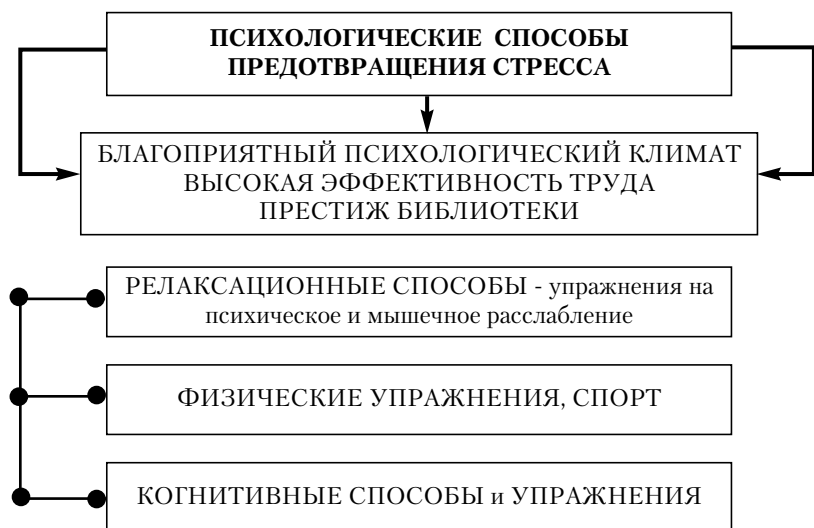 ПСИХОЛОГИЧЕСКИЕ СПОСОБЫ
ПРЕДОТВРАЩЕНИЯ СТРЕССА
БЛАГОПРИЯТНЫЙ ПСИХОЛОГИЧЕСКИЙ КЛИМАТ
ВЫСОКАЯ ЭФФЕКТИВНОСТЬ ТРУДА
ПРЕСТИЖ БИБЛИОТЕКИ
РЕЛАКСАЦИОННЫЕ СПОСОБЫ - упражнения на
психическое и мышечное расслабление
ФИЗИЧЕСКИЕ УПРАЖНЕНИЯ, СПОРТ
КОГНИТИВНЫЕ СПОСОБЫ и УПРАЖНЕНИЯ